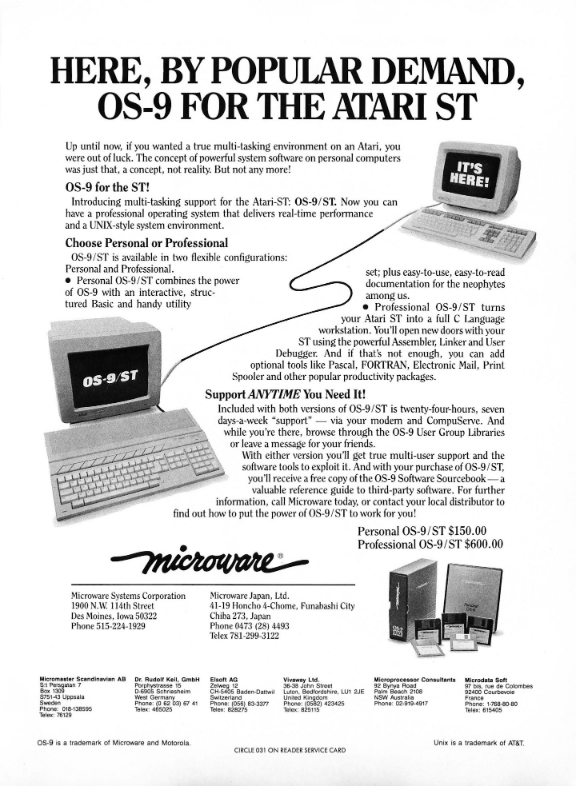 HERE, BY POPULAR DEMAND,
OS-9 FOR THE ATARI ST
Up until now, if you wanted a true multi-tasking environment on an Atari, you
were out of luck. The concept of powerful system software on personal computers
was just that, a concept, not reality. But not any more!
OS-9 for the ST!
Introducing multi-tasking support for the Atari-ST: OS-9/ST. Now you can
have a professional operating system that delivers real-time performance
and a UNIX-style system environment.
IT'S
HERE!
Choose Personal or Professional
OS-9/ST is available in two flexible configurations:
Personal and Professional.
● Personal OS-9/ST combines the power
of OS-9 with an interactive, struc-
tured Basic and handy utility
set; plus easy-to-use, easy-to-read
documentation for the neophytes
among us.
● Professional OS-9/ST turns
your Atari ST into a full C Language
workstation. You'll open new doors with your
ST using the powerful Assembler, Linker and User
Debugger. And if that's not enough, you can add
optional tools like Pascal, FORTRAN, Electronic Mail, Print
Spooler and other popular productivity packages.
OS-9/ST
Support ANYTIME You Need It!
Included with both versions of OS-9/ST is twenty-four-hours, seven
days-a-week "support" — via your modem and CompuServe. And
while you're there, browse through the OS-9 User Group Libraries
or leave a message for your friends.
With either version you'll get true multi-user support and the
software tools to exploit it. And with your purchase of OS-9/ST,
you'll receive a free copy of the OS-9 Software Sourcebook — a
valuable reference guide to third-party software. For further
information, call Microware today, or contact your local distributor to
find out how to put the power of OS-9/ST to work for you!
Personal OS-9/ST $150.00
Professional OS-9/ST $600.00
microware®
Microware Systems Corporation
1900 N.W. 114th Street
Des Moines, Iowa 50322
Phone 515-224-1929
Microware Japan, Ltd.
41-19 Honcho 4-Chome, Funabashi City
Chiba 273, Japan
Phone 0473 (28) 4493
Telex 781-299-3122
Micromaster Scandinavian AB
S:t Persgatan 7
Box 1309
S751-43 Uppsala
Sweden
Phone: 018-138595
Telex: 76129
Dr. Rudolf Keil, GmbH
Porphystrasse 15
D-6905 Schriesheim
West Germany
Phone: (0 62 03) 67 41
Telex: 465025
Elsoft AG
Zelweg 12
CH-5405 Baden-Dattwil
Switzerland
Phone: (056) 83-3377
Telex: 828275
Vivaway Ltd.
36-38 John Street
Luton, Bedfordshire, LU1 2JE
United Kingdom
Phone: (0582) 423425
Telex: 825115
Microprocessor Consultants
92 Bynya Road
Palm Beach 2108
NSW Australia
Phone: 02-919-4917
Microdata Soft
97 bis, rue de Colombes
92400 Courbevoie
France
Phone: 1-768-80-80
Telex: 615405
OS-9 is a trademark of Microware and Motorola.
CIRCLE 031 ON READER SERVICE CARD
Unix is a trademark of AT&T.